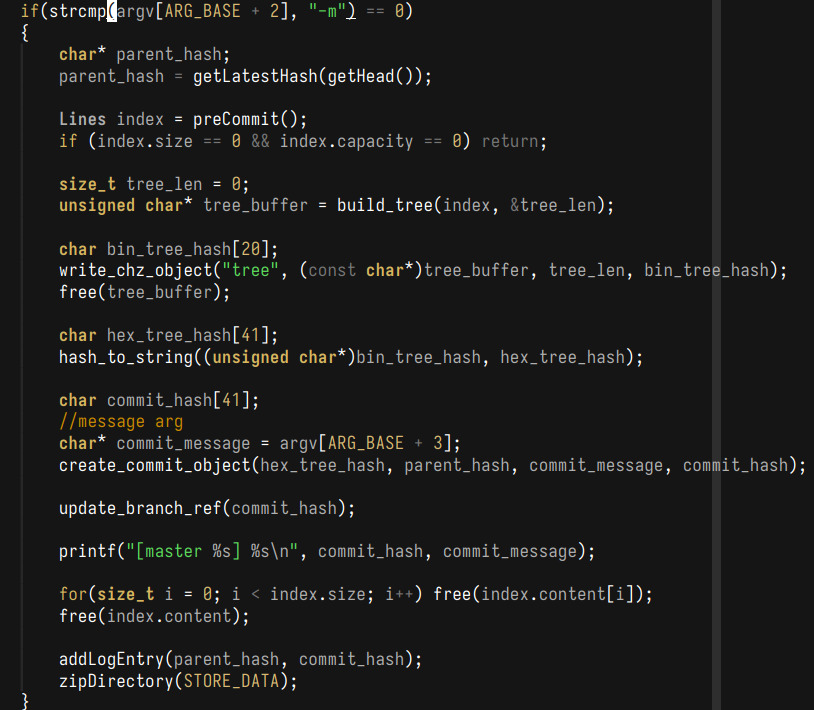 if(strcmp(argv[ARG_BASE + 2], "-m") == 0)
{
    char* parent_hash;
    parent_hash = getLatestHash(getHead());
    Lines index = preCommit();
    if (index.size == 0 && index.capacity == 0) return;
    size_t tree_len = 0;
    unsigned char* tree_buffer = build_tree(index, &tree_len);
    char bin_tree_hash[20];
    write_chz_object("tree", (const char*)tree_buffer, tree_len, bin_tree_hash);
    free(tree_buffer);
    char hex_tree_hash[41];
    hash_to_string((unsigned char*)bin_tree_hash, hex_tree_hash);
    char commit_hash[41];
    //message arg
    char* commit_message = argv[ARG_BASE + 3];
    create_commit_object(hex_tree_hash, parent_hash, commit_message, commit_hash);
    update_branch_ref(commit_hash);
    printf("[master %s] %s\n", commit_hash, commit_message);
    for(size_t i = 0; i < index.size; i++) free(index.content[i]);
    free(index.content);
    addLogEntry(parent_hash, commit_hash);
    zipDirectory(STORE_DATA);
}